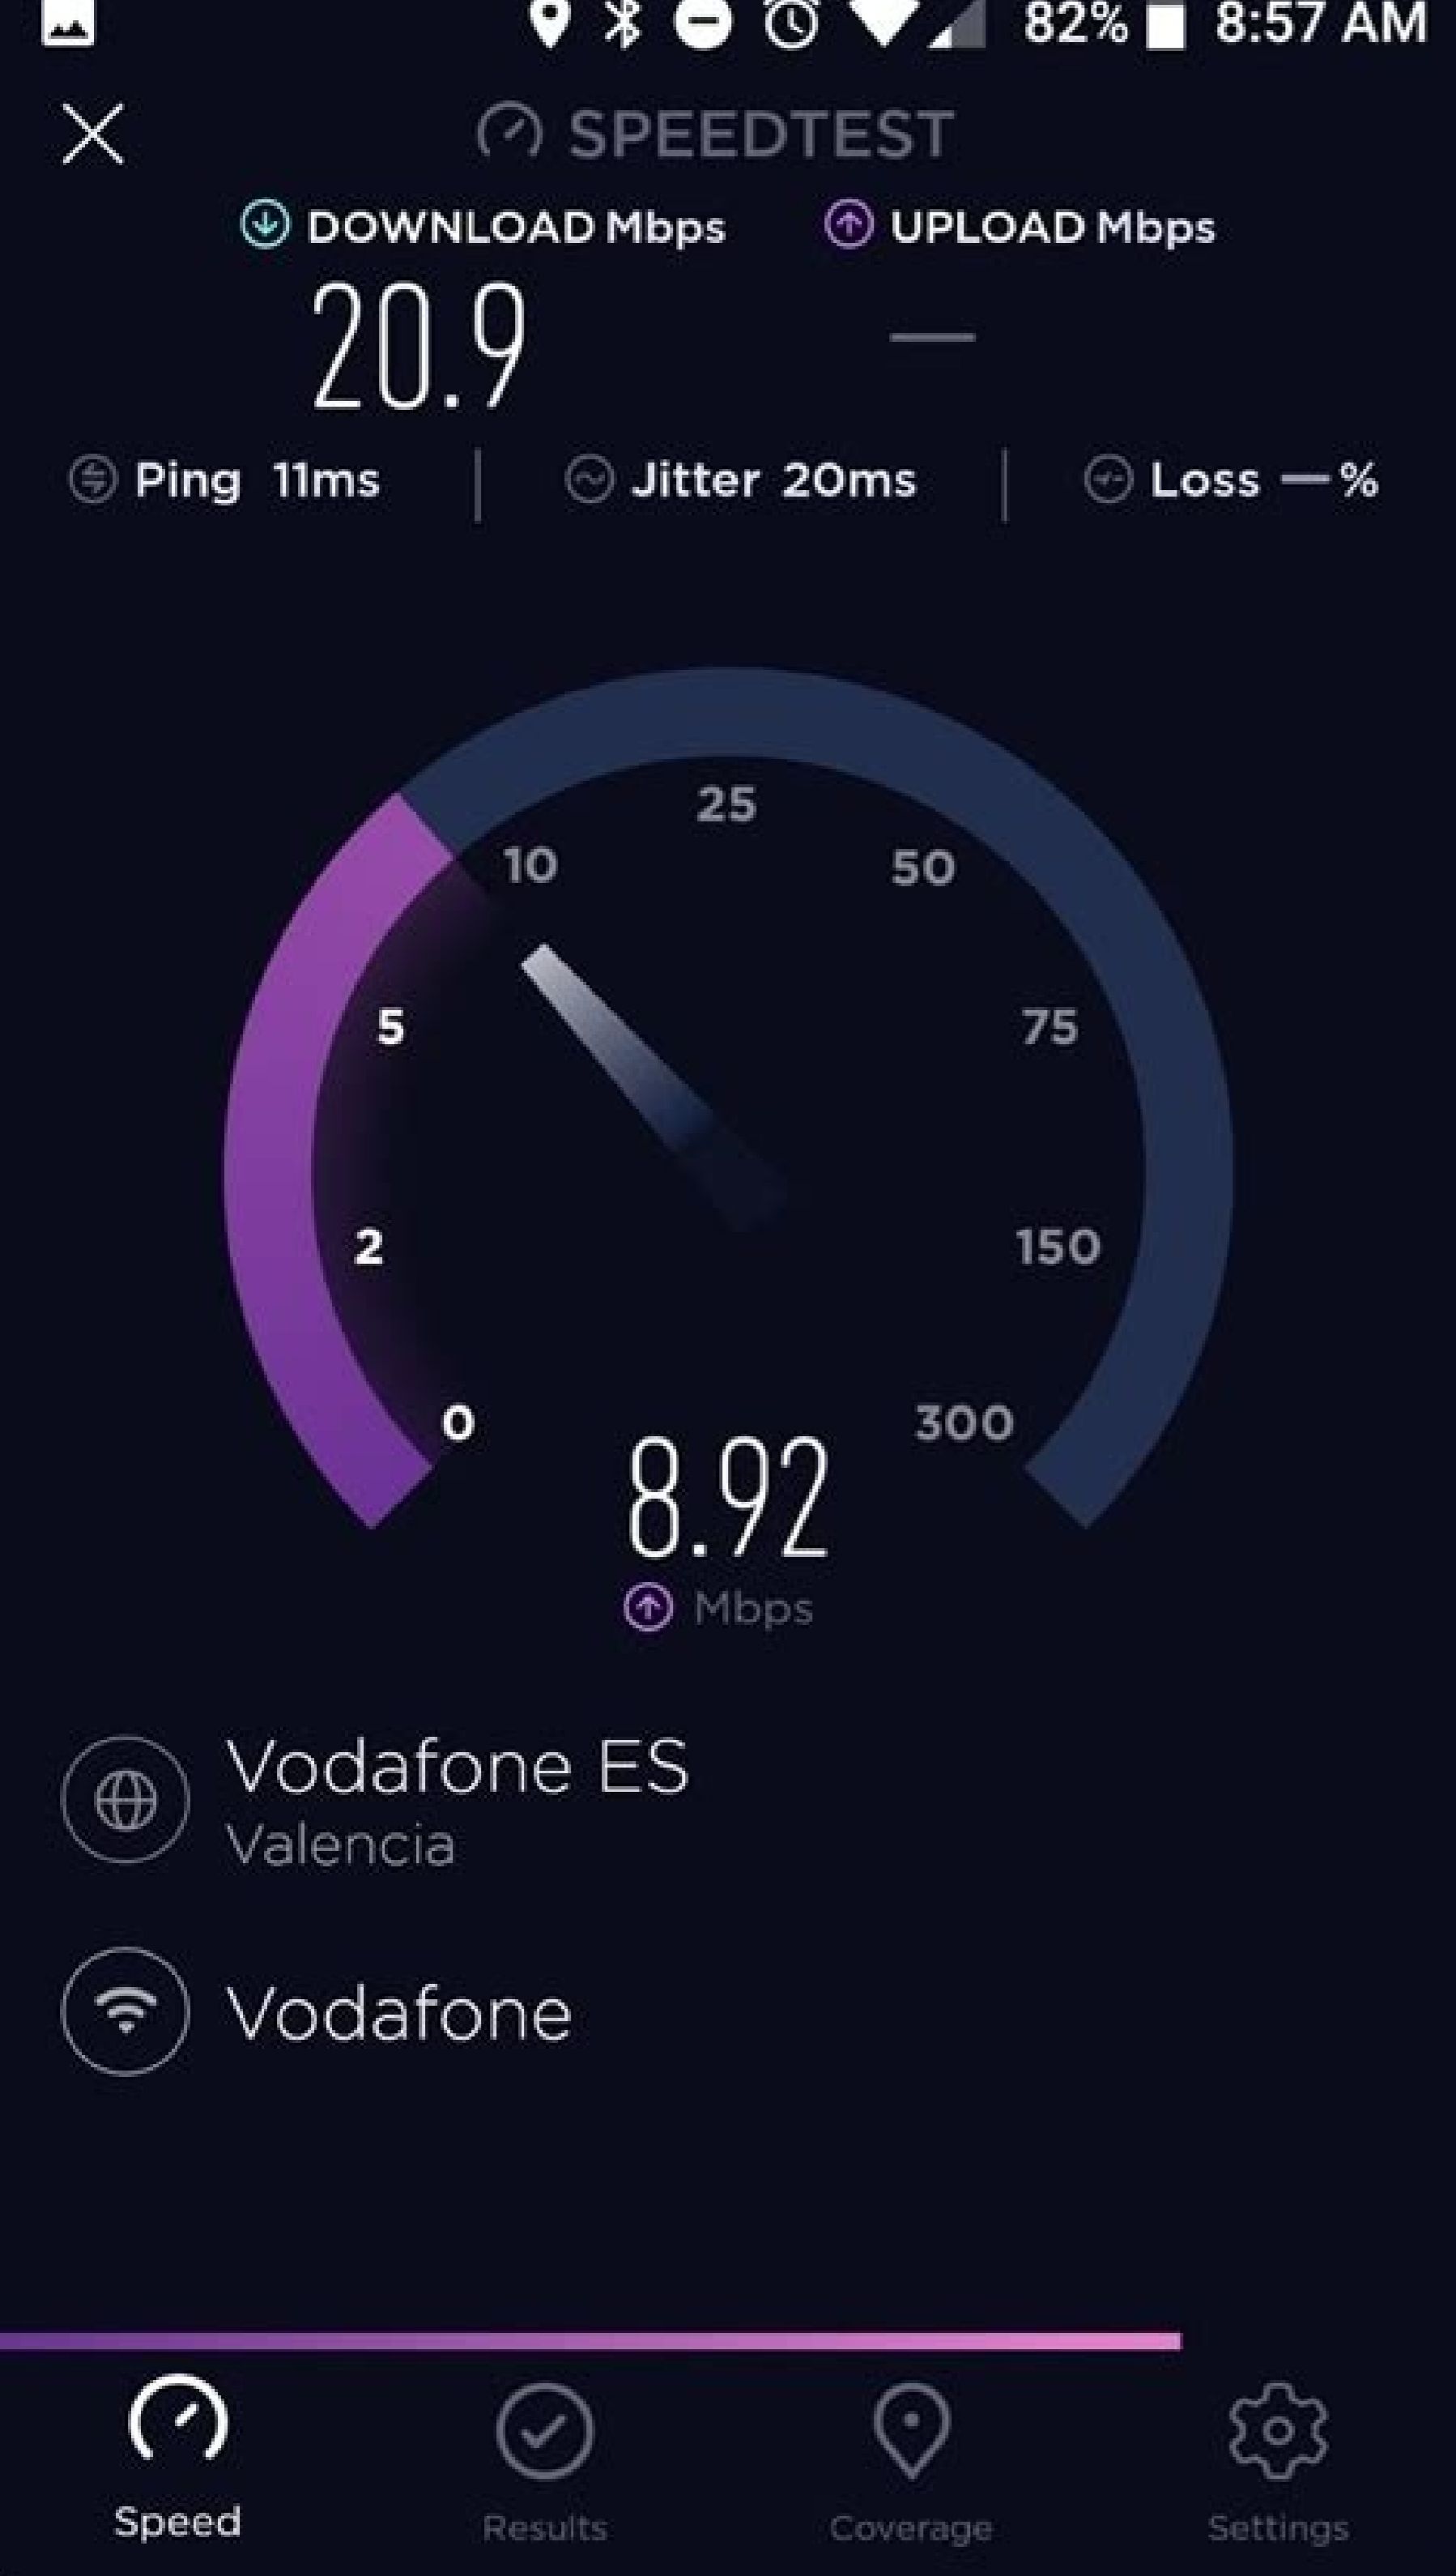 82% 8:57 AM
SPEEDTEST
DOWNLOAD Mbps UPLOAD Mbps
20.9 —
Ping 11ms Jitter 20ms Loss — %
25
10 50
5 75
2 150
0 300
8.92
Mbps
Vodafone ES
Valencia
Vodafone
Speed Results Coverage Settings